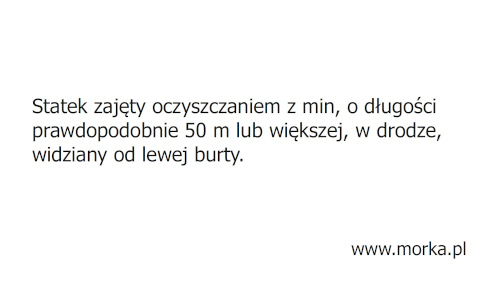 Statek zajęty oczyszczaniem z min, o długości
prawdopodobnie 50 m lub większej, w drodze,
widziany od lewej burty.
www.morka.pl